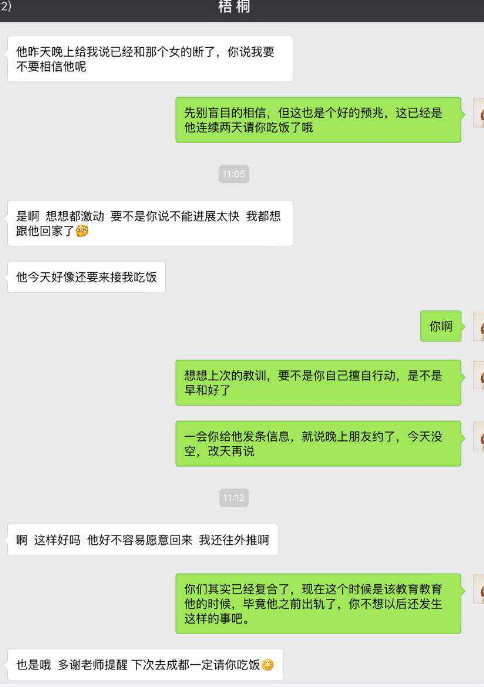 2)
梧桐
他昨天晚上给我说已经和那个女的断了，你说我要
不要相信他呢
先别盲目的相信，但这也是个好的预兆，这已经是
他连续两天请你吃饭了哦
11:05
是啊 想想都激动 要不是你说不能进展太快 我都想
跟他回家了
他今天好像还要来接我吃饭
你啊
想想上次的教训，要不是你自己擅自行动，是不是
早和好了
一会你给他发条信息，就说晚上朋友约了，今天没
空，改天再说
11:12
啊 这样好吗 他好不容易愿意回来 我还往外推啊
你们其实已经复合了，现在这个时候是该教育教育
他的时候，毕竟他之前出轨了，你不想以后还发生
这样的事吧。
也是哦 多谢老师提醒 下次去成都一定请你吃饭